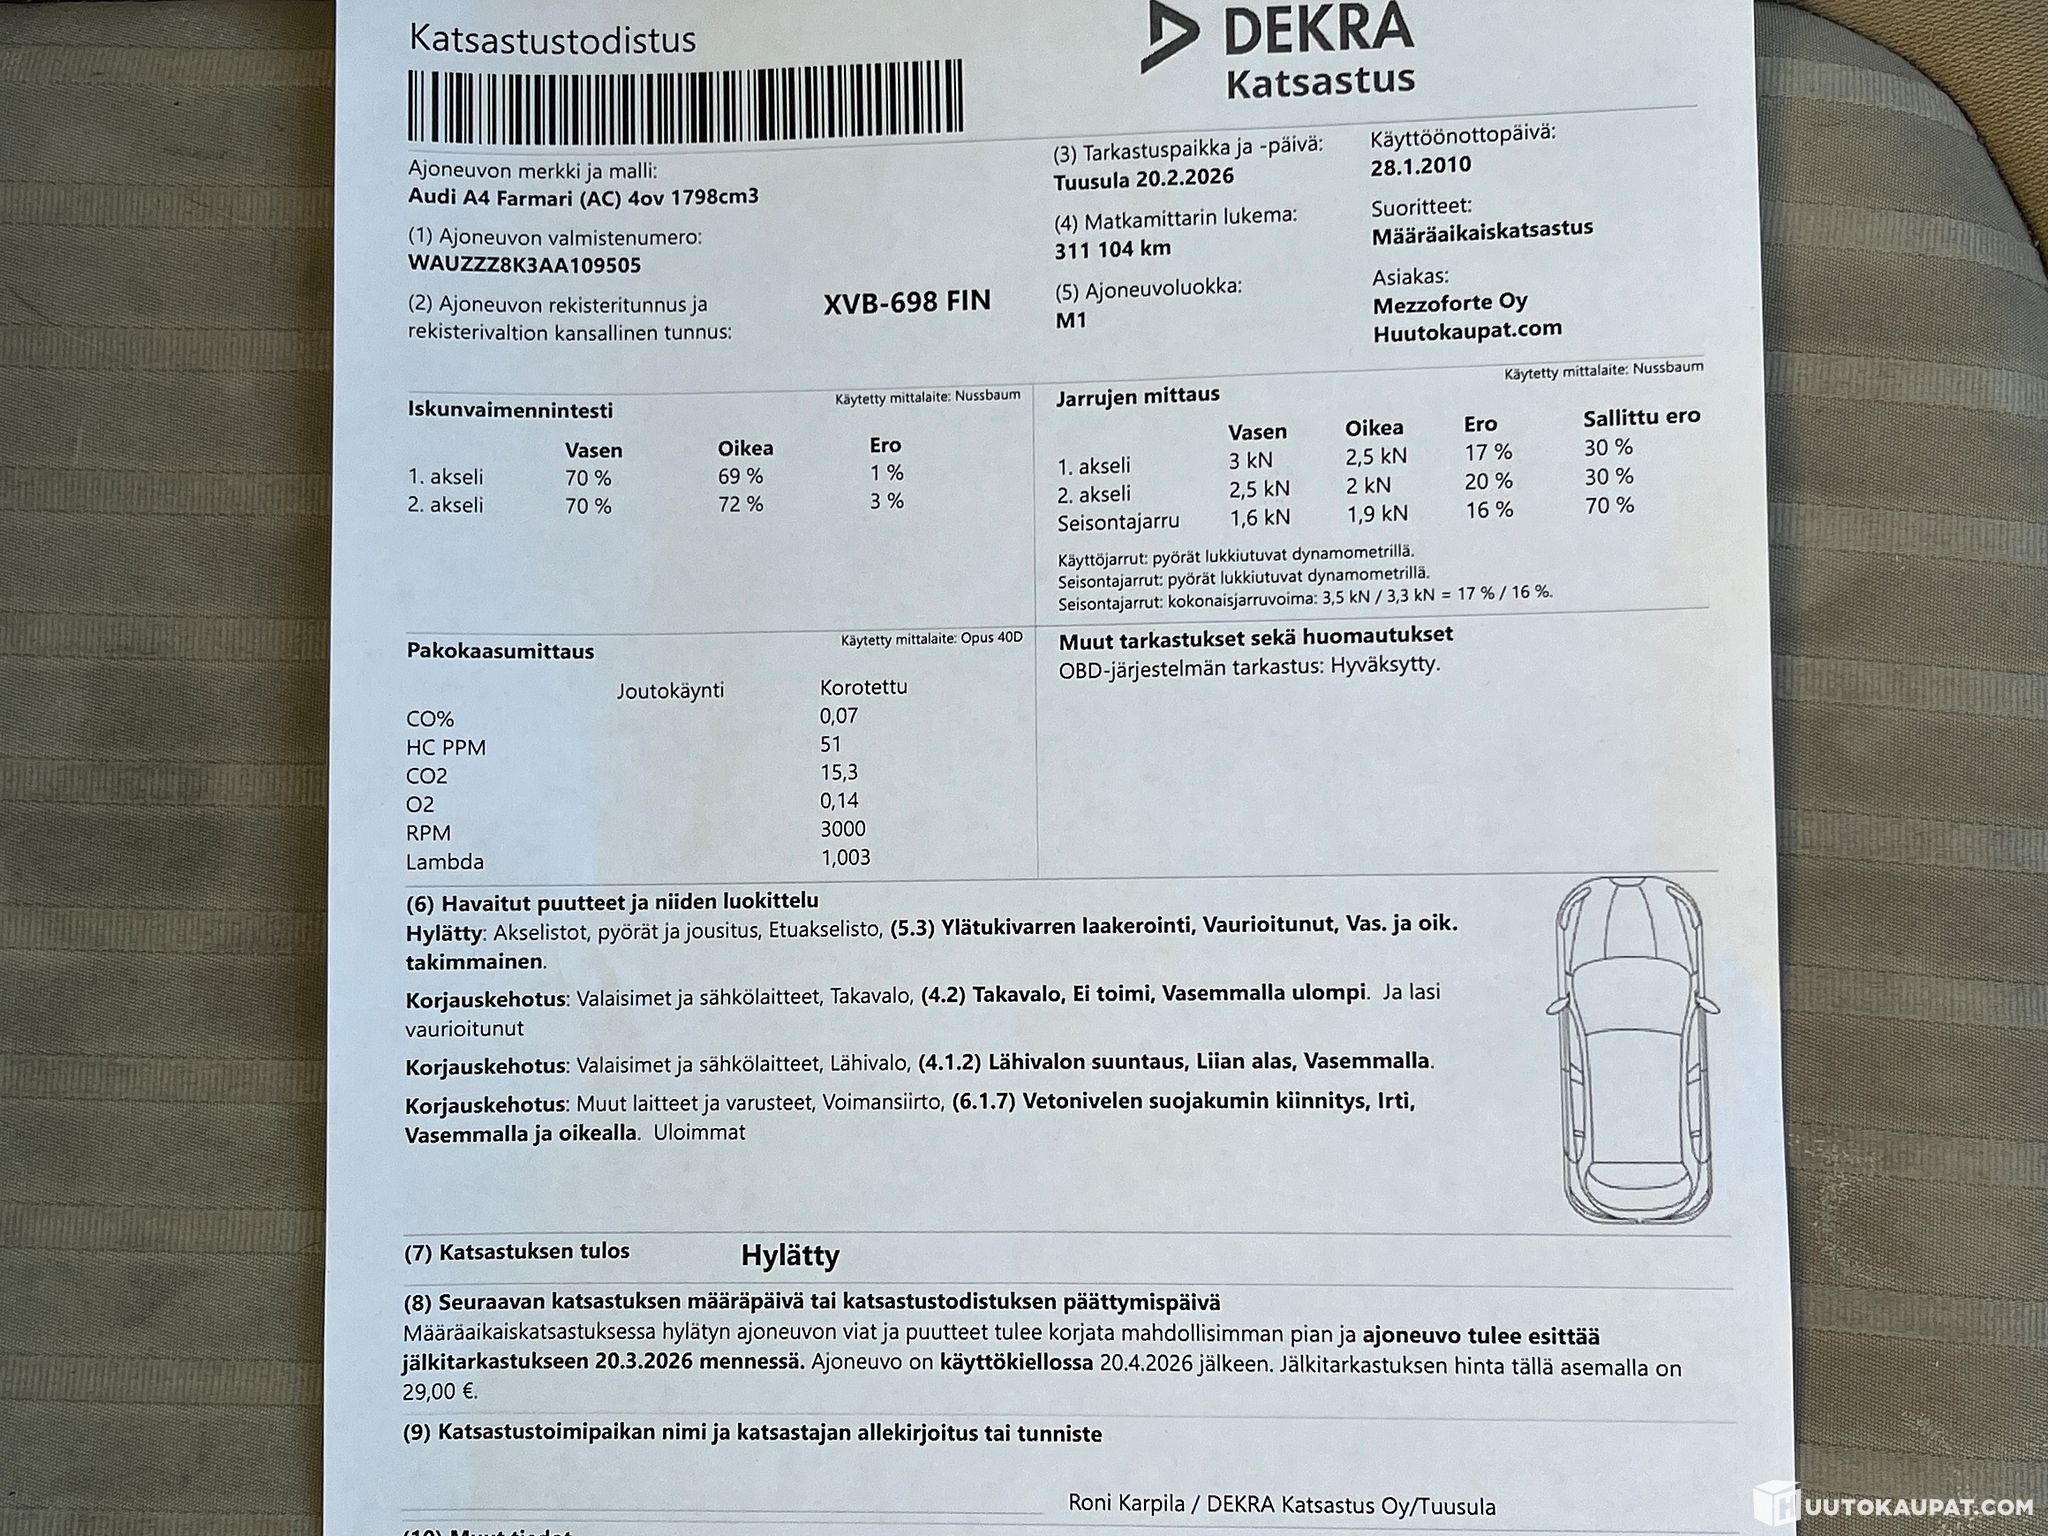 Katsastustodistus
DEKRA
Katsastus
Ajoneuvon merkki ja malli:
Audi A4 Farmari (AC) 4ov 1798cm3
(1) Ajoneuvon valmistenumero:
WAUZZZ8K3AA109505
(2) Ajoneuvon rekisteritunnus ja
rekisterivaltion kansallinen tunnus:
XVB-698 FIN
(3) Tarkastuspaikka ja -päivä:
Tuusula 20.2.2026
(4) Matkamittarin lukema:
311 104 km
(5) Ajoneuvoluokka:
M1
Käyttöönottopäivä:
28.1.2010
Suoritteet:
Määräaikaiskatsastus
Asiakas:
Mezzoforte Oy
Huutokaupat.com
Iskunvaimennintesti
Käytetty mittalaite: Nussbaum
Vasen Oikea Ero
1. akseli 70 % 69 % 1 %
2. akseli 70 % 72 % 3 %
Jarrujen mittaus
Käytetty mittalaite: Nussbaum
Vasen Oikea Ero Sallittu ero
1. akseli 3 kN 2,5 kN 17 % 30 %
2. akseli 2,5 kN 2 kN 20 % 30 %
Seisontajarru 1,6 kN 1,9 kN 16 % 70 %
Käyttöjarrut: pyörät lukkiutuvat dynamometrillä.
Seisontajarrut: pyörät lukkiutuvat dynamometrillä.
Seisontajarrut: kokonaisjarruvoima: 3,5 kN / 3,3 kN = 17 % / 16 %.
Pakokaasumittaus
Käytetty mittalaite: Opus 40D
Joutokäynti Korotettu
CO% 0,07
HC PPM 51
CO2 15,3
O2 0,14
RPM 3000
Lambda 1,003
Muut tarkastukset sekä huomautukset
OBD-järjestelmän tarkastus: Hyväksytty.
(6) Havaitut puutteet ja niiden luokittelu
Hylätty: Akselistot, pyörät ja jousitus, Etuakselisto, (5.3) Ylätukivarren laakerointi, Vaurioitunut, Vas. ja oik.
takimmainen.
Korjauskehotus: Valaisimet ja sähkölaitteet, Takavalo, (4.2) Takavalo, Ei toimi, Vasemmalla ulompi. Ja lasi
vaurioitunut
Korjauskehotus: Valaisimet ja sähkölaitteet, Lähivalo, (4.1.2) Lähivalon suuntaus, Liian alas, Vasemmalla.
Korjauskehotus: Muut laitteet ja varusteet, Voimansiirto, (6.1.7) Vetonivelen suojakumin kiinnitys, Irti,
Vasemmalla ja oikealla. Uloimmat
(7) Katsastuksen tulos Hylätty
(8) Seuraavan katsastuksen määräpäivä tai katsastustodistuksen päättymispäivä
Määräaikaiskatsastuksessa hylätyn ajoneuvon viat ja puutteet tulee korjata mahdollisimman pian ja ajoneuvo tulee esittää
jälkitarkastukseen 20.3.2026 mennessä. Ajoneuvo on käyttökiellossa 20.4.2026 jälkeen. Jälkitarkastuksen hinta tällä asemalla on
29,00 €.
(9) Katsastustoimipaikan nimi ja katsastajan allekirjoitus tai tunniste
Roni Karpila / DEKRA Katsastus Oy/Tuusula
(10) Muut tiedot
HUUTOKAUPAT.COM